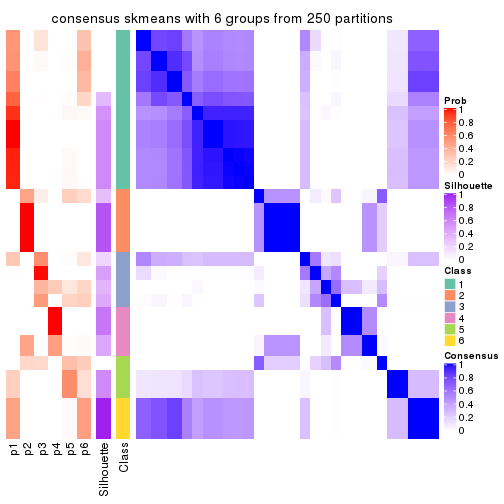 consensus skmeans with 6 groups from 250 partitions
Prob
1
0.8
0.6
0.4
0.2
0
Silhouette
1
0.8
0.6
0.4
0.2
0
Class
1
2
3
4
5
6
Consensus
1
0.8
0.6
0.4
0.2
0
p1
p2
p3
p4
p5
p6
Silhouette
Class